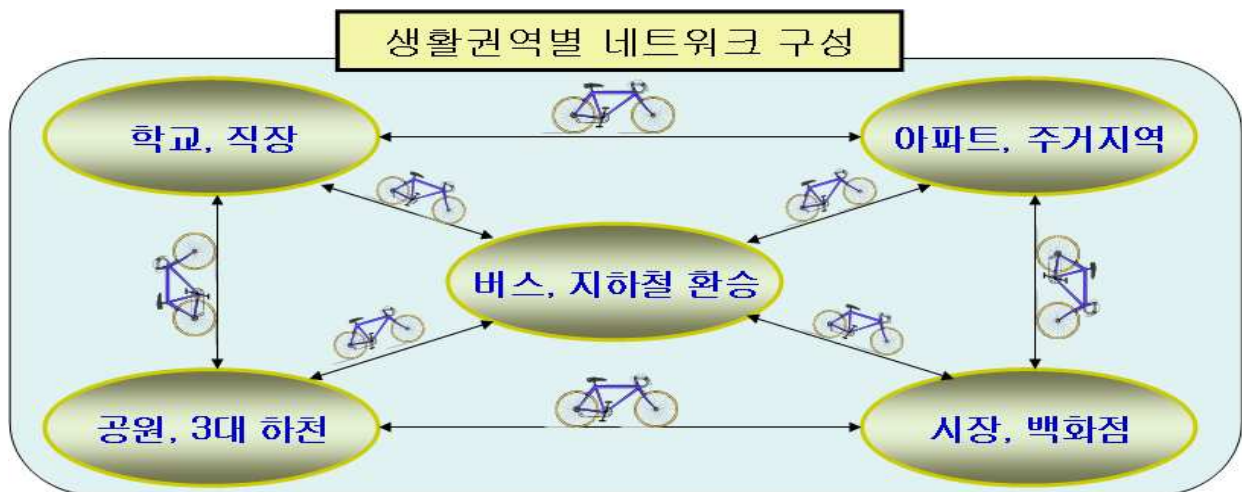 생활권역별 네트워크 구성
학교, 직장
아파트, 주거지역
버스, 지하철 환승
공원, 3대 하천
시장, 백화점